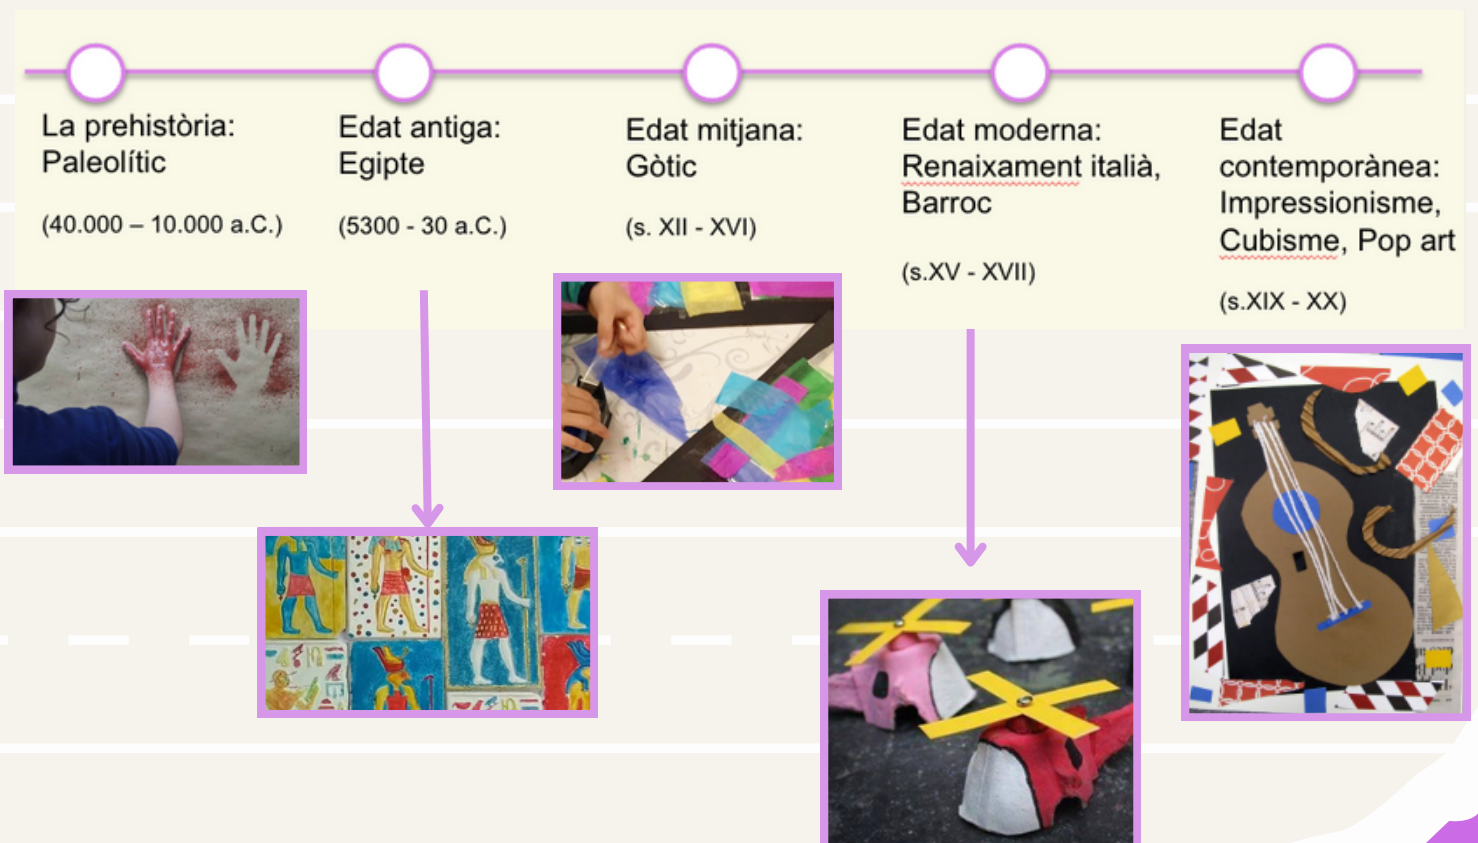 La prehistòria:
Paleolític
(40.000 – 10.000 a.C.)
Edat antiga:
Egipte
(5300 - 30 a.C.)
Edat mitjana:
Gòtic
(s. XII - XVI)
Edat moderna:
Renaixament italià,
Barroc
(s.XV - XVII)
Edat
contemporànea:
Impressionisme,
Cubisme, Pop art
(s.XIX - XX)